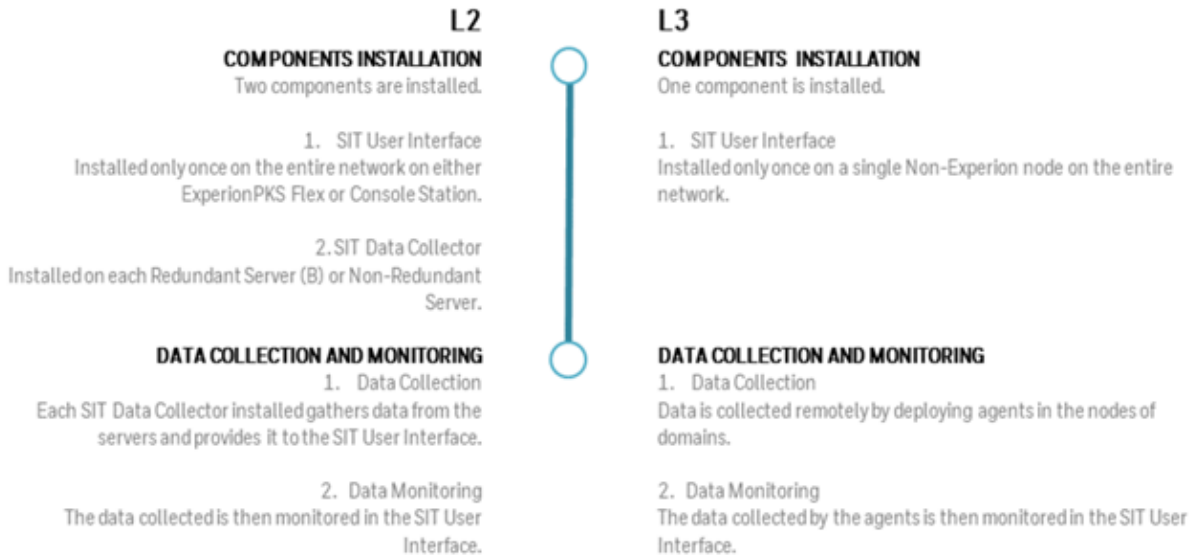 L2
COMPONENTS INSTALLATION
Two components are installed.
1. SIT User Interface
Installed only once on the entire network on either
ExperionPKS Flex or Console Station.
2. SIT Data Collector
Installed on each Redundant Server (B) or Non-Redundant
Server.
DATA COLLECTION AND MONITORING
1. Data Collection
Each SIT Data Collector installed gathers data from the
servers and provides it to the SIT User Interface.
2. Data Monitoring
The data collected is then monitored in the SIT User
Interface.
L3
COMPONENTS INSTALLATION
One component is installed.
1. SIT User Interface
Installed only once on a single Non-Experion node on the entire
network.
DATA COLLECTION AND MONITORING
1. Data Collection
Data is collected remotely by deploying agents in the nodes of
domains.
2. Data Monitoring
The data collected by the agents is then monitored in the SIT User
Interface.